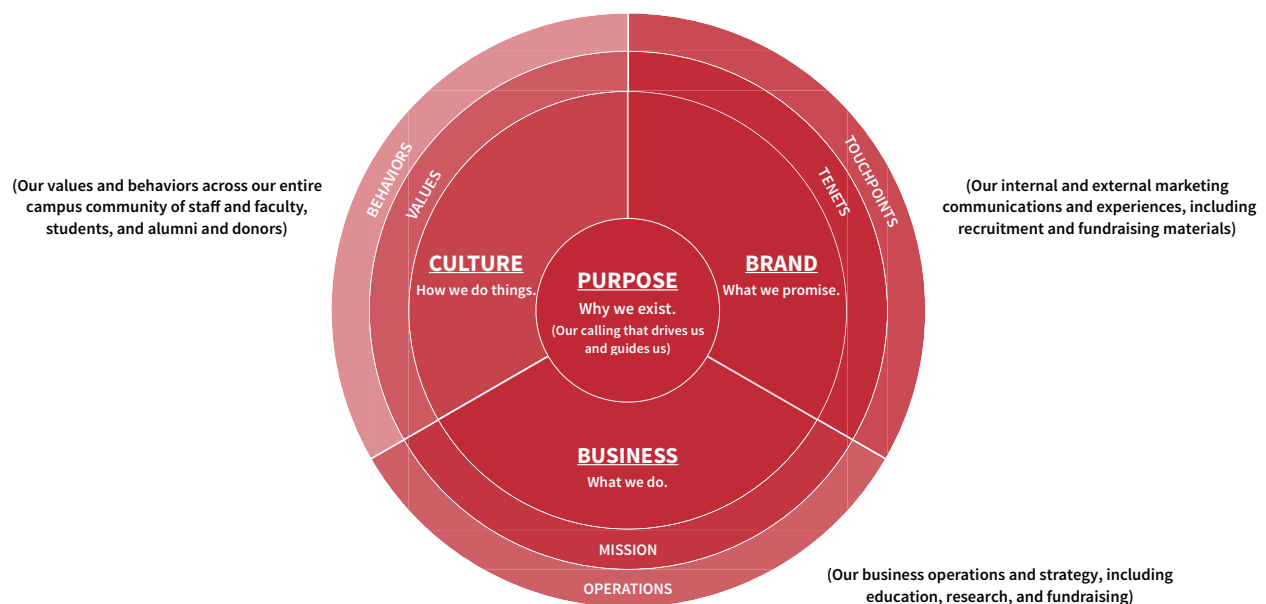 BEHAVIORS
VALUES
(Our values and behaviors across our entire
campus community of staff and faculty,
students, and alumni and donors)
CULTURE
How we do things.
PURPOSE
Why we exist.
(Our calling that drives us
and guides us)
TOUCHPOINTS
TENETS
(Our internal and external marketing
communications and experiences, including
recruitment and fundraising materials)
BRAND
What we promise.
BUSINESS
What we do.
MISSION
OPERATIONS
(Our business operations and strategy, including
education, research, and fundraising)